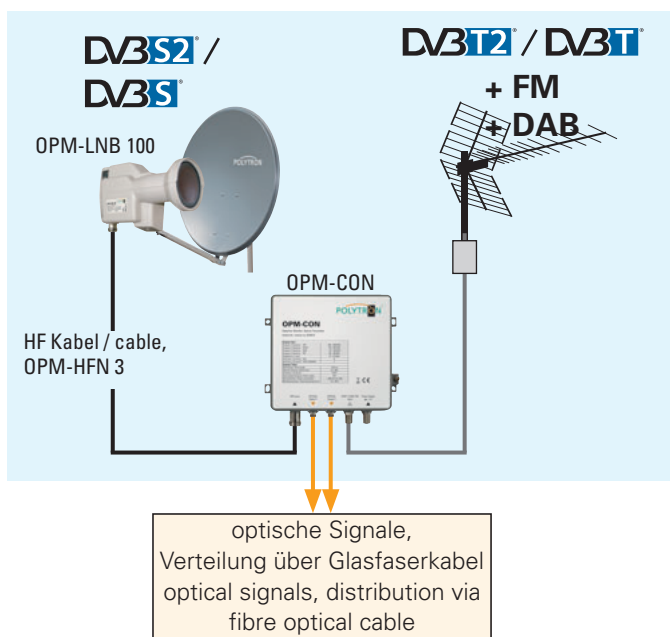 DVB S2® /
DVB S®
DVB T2® / DVB T®
+ FM
+ DAB
OPM-LNB 100
POLYTRON
OPM-CON
POLYTRON
OPM-CON
HF Kabel / cable,
OPM-HFN 3
optische Signale,
Verteilung über Glasfaserkabel
optical signals, distribution via
fibre optical cable